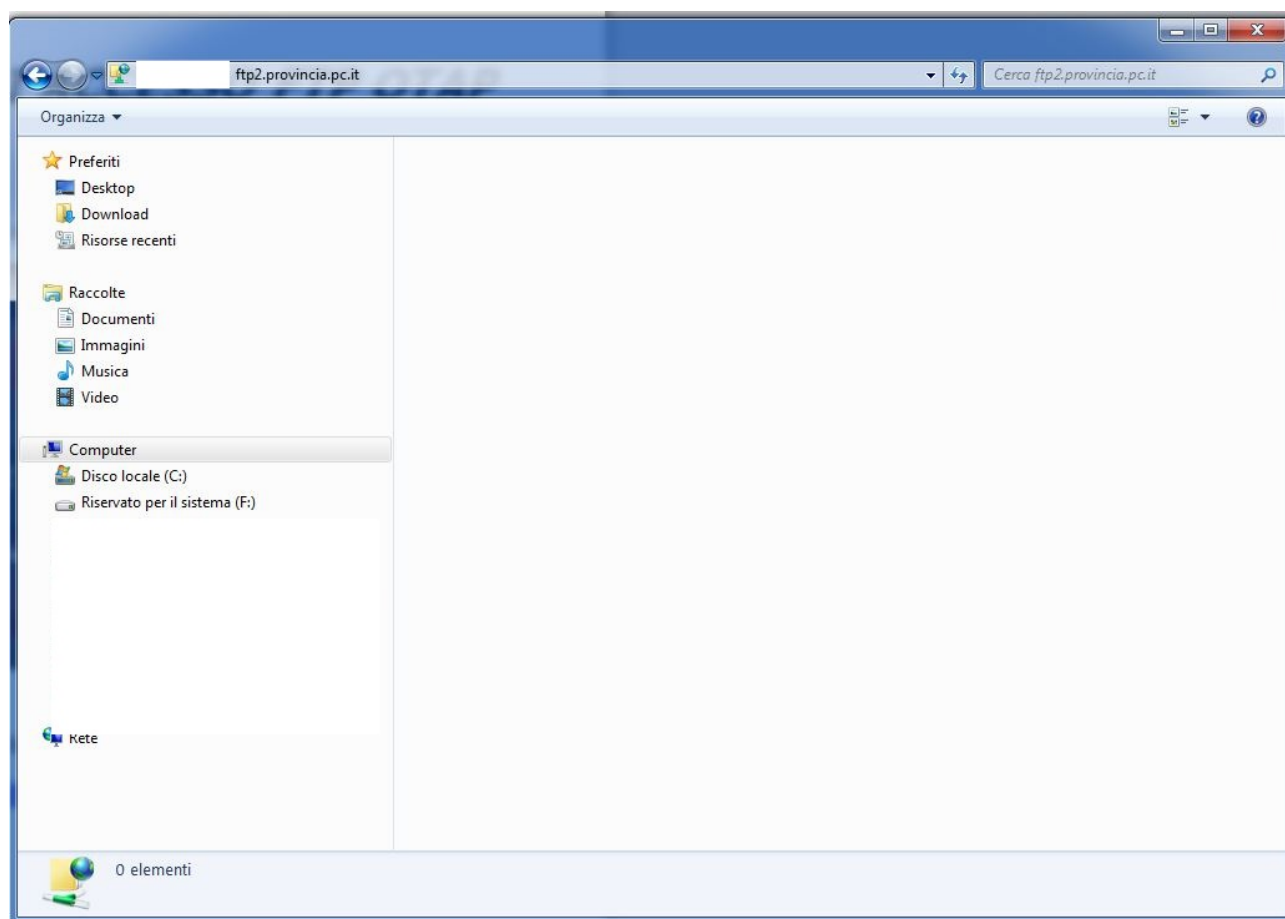 ftp2.provincia.pc.it
Cerca ftp2.provincia.pc.it
Organizza
Preferiti
Desktop
Download
Risorse recenti
Raccolte
Documenti
Immagini
Musica
Video
Computer
Disco locale (C:)
Riservato per il sistema (F:)
Rete
0 elementi